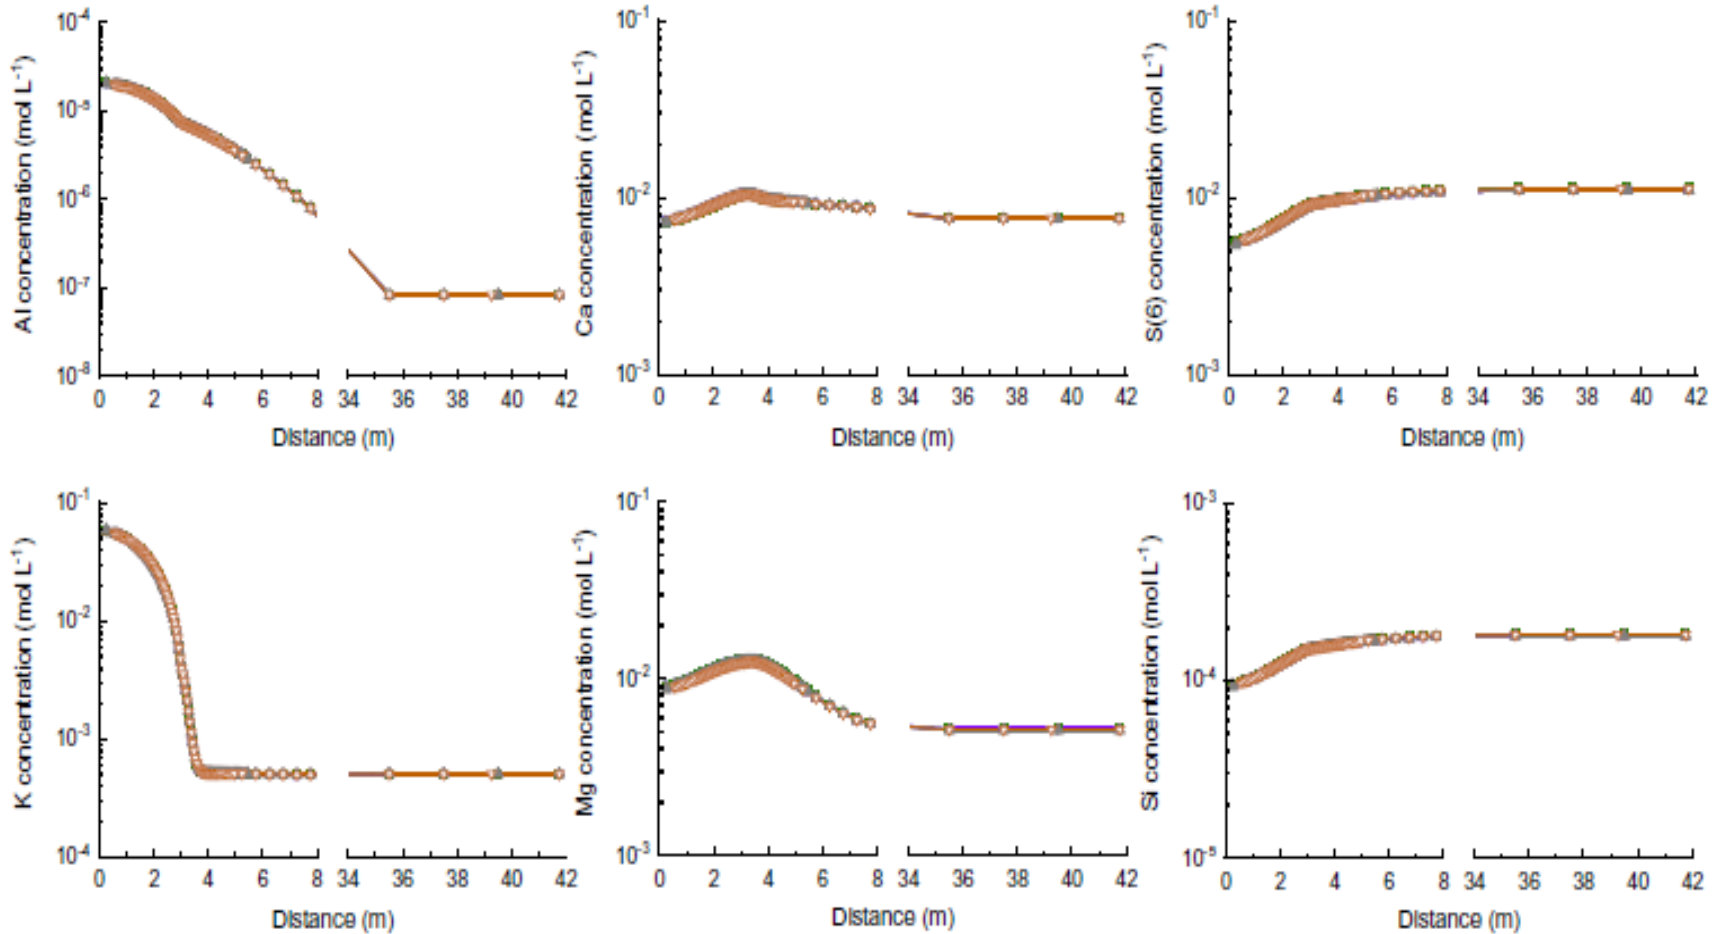 Al concentration (mol L⁻¹)
10⁻⁴
10⁻⁵
10⁻⁶
10⁻⁷
10⁻⁸
0 2 4 6 8 34 36 38 40 42
Distance (m)
Ca concentration (mol L⁻¹)
10⁻¹
10⁻²
10⁻³
0 2 4 6 8 34 36 38 40 42
Distance (m)
S(6) concentration (mol L⁻¹)
10⁻¹
10⁻²
10⁻³
0 2 4 6 8 34 36 38 40 42
Distance (m)
K concentration (mol L⁻¹)
10⁻¹
10⁻²
10⁻³
10⁻⁴
0 2 4 6 8 34 36 38 40 42
Distance (m)
Mg concentration (mol L⁻¹)
10⁻¹
10⁻²
10⁻³
0 2 4 6 8 34 36 38 40 42
Distance (m)
Si concentration (mol L⁻¹)
10⁻³
10⁻⁴
10⁻⁵
0 2 4 6 8 34 36 38 40 42
Distance (m)